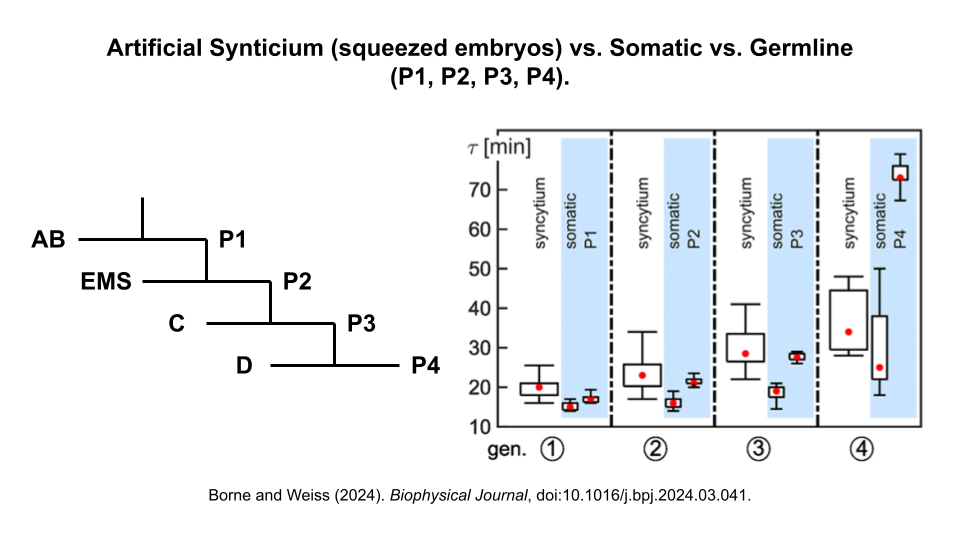 Artificial Synticium (squeezed embryos) vs. Somatic vs. Germline
(P1, P2, P3, P4).
AB
P1
EMS
P2
C
P3
D
P4
τ [min]
70
60
50
40
30
20
10
syncytium
somatic
P1
syncytium
somatic
P2
syncytium
somatic
P3
syncytium
somatic
P4
gen. ① ② ③ ④
Borne and Weiss (2024). Biophysical Journal, doi:10.1016/j.bpj.2024.03.041.